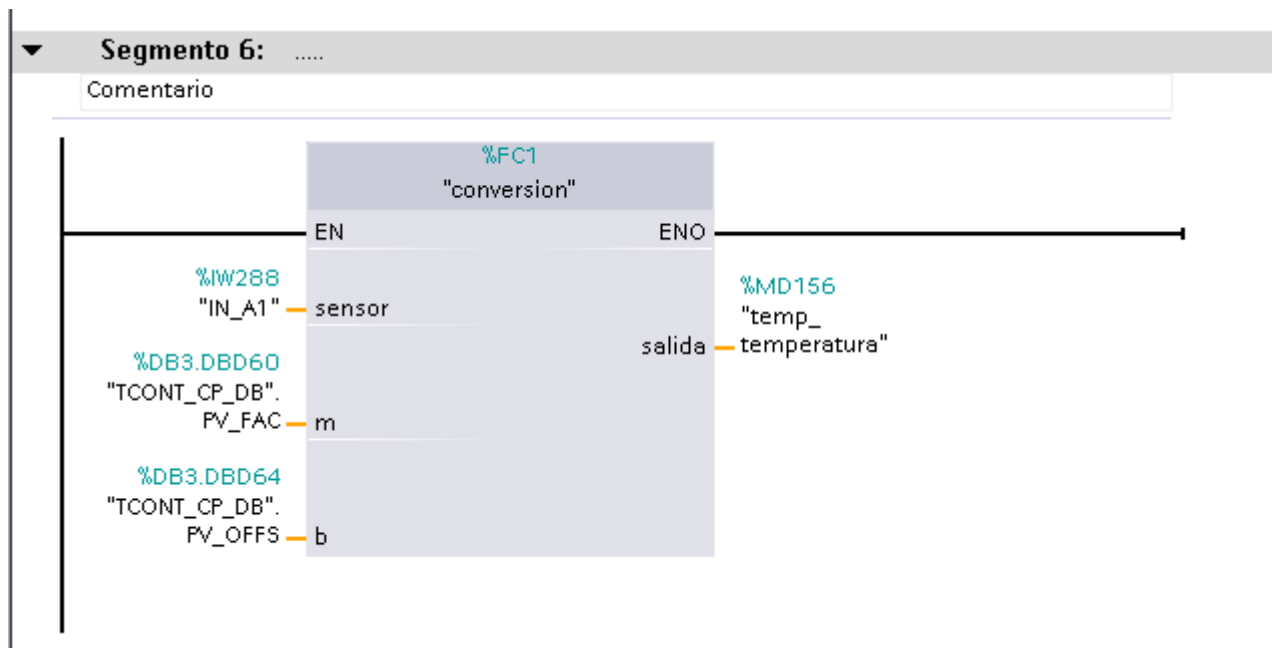 Segmento 6: .....
Comentario
%FC1
"conversion"
EN
ENO
%IW288
"IN_A1"
sensor
%MD156
"temp_
temperatura"
salida
%DB3.DBD60
"TCONT_CP_DB".
PV_FAC
m
%DB3.DBD64
"TCONT_CP_DB".
PV_OFFS
b